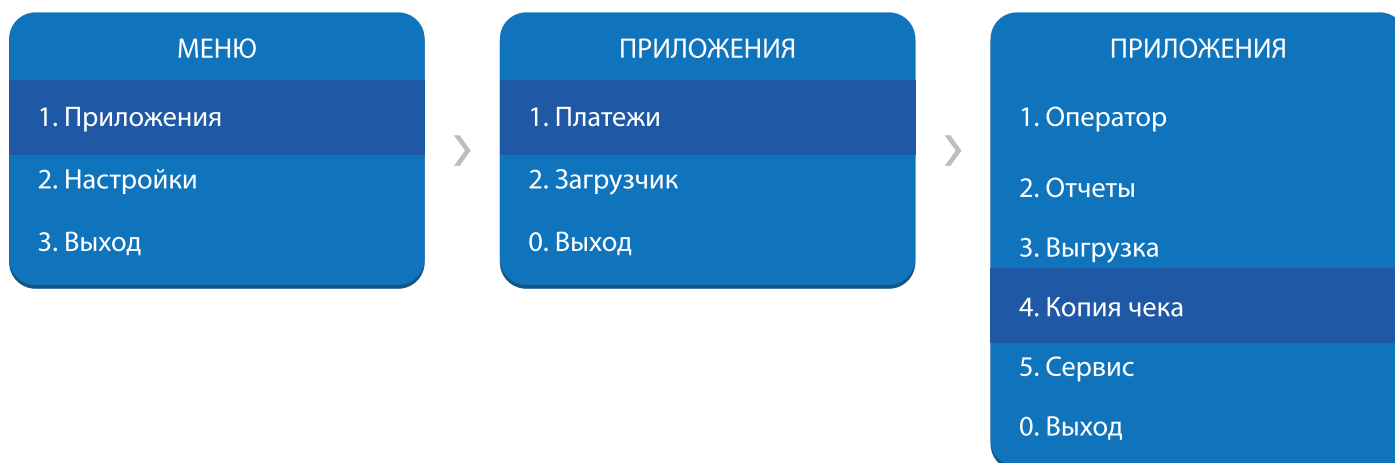 МЕНЮ
1. Приложения
2. Настройки
3. Выход
ПРИЛОЖЕНИЯ
1. Платежи
2. Загрузчик
0. Выход
ПРИЛОЖЕНИЯ
1. Оператор
2. Отчеты
3. Выгрузка
4. Копия чека
5. Сервис
0. Выход